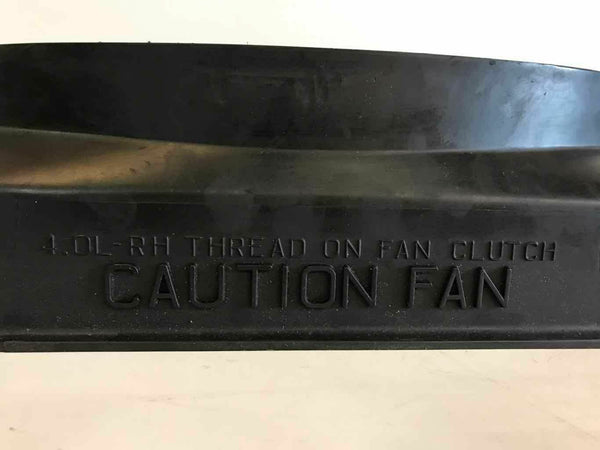 4.0L-RH THREAD ON FAN CLUTCH
CAUTION FAN